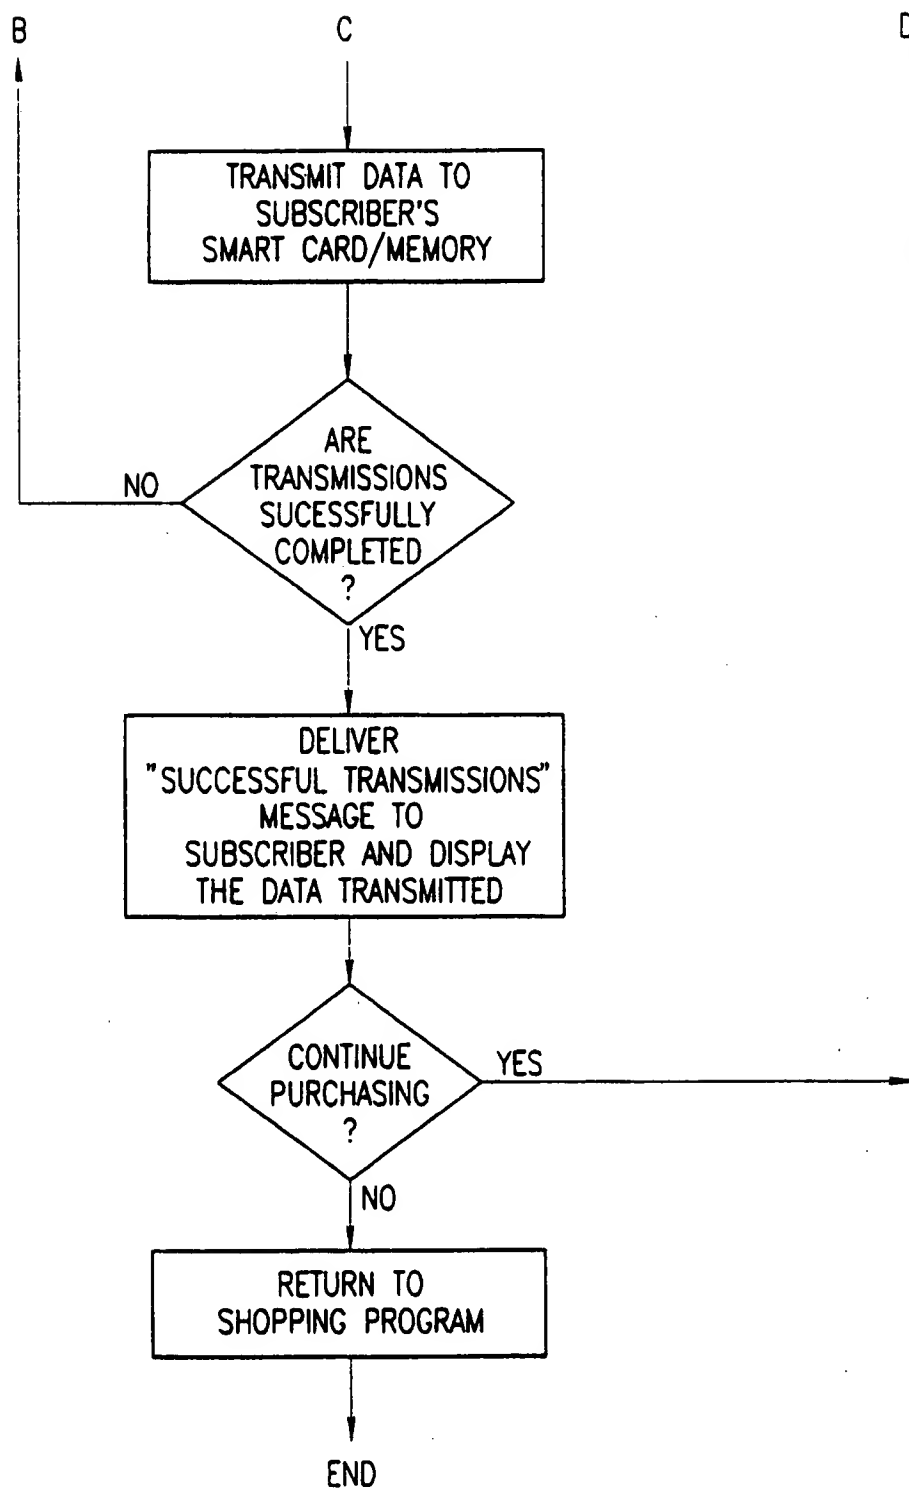 B
C
D
TRANSMIT DATA TO
SUBSCRIBER'S
SMART CARD/MEMORY
ARE
TRANSMISSIONS
SUCESSFULLY
COMPLETED
?
NO
YES
DELIVER
"SUCCESSFUL TRANSMISSIONS"
MESSAGE TO
SUBSCRIBER AND DISPLAY
THE DATA TRANSMITTED
CONTINUE
PURCHASING
?
YES
NO
RETURN TO
SHOPPING PROGRAM
END